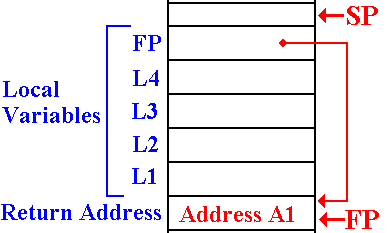 SP
FP
L4
Local
Variables
L3
L2
L1
Return Address
Address A1
FP